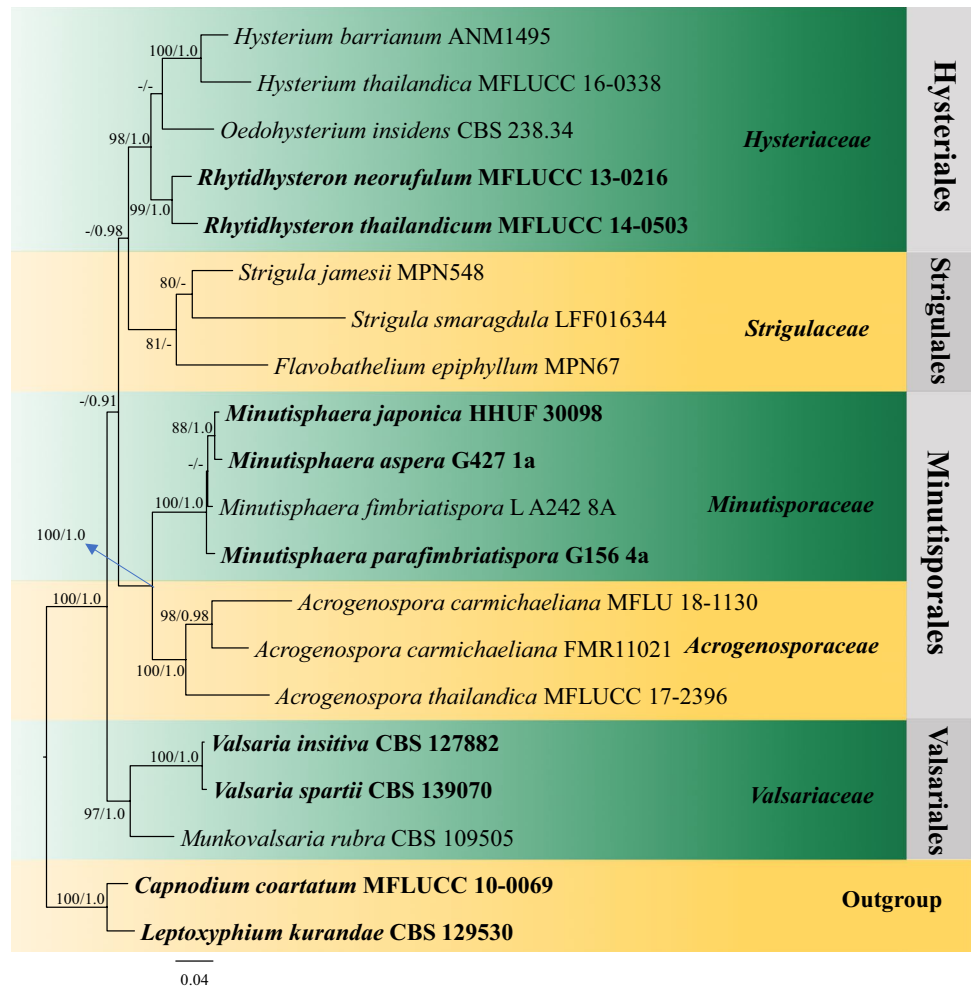 Hysterium barrianum ANM1495
100/1.0
Hysterium thailandica MFLUCC 16-0338
-/-
Oedohysterium insidens CBS 238.34
98/1.0
Hysteriaceae
Hysteriales
Rhytidhysteron neorufulum MFLUCC 13-0216
99/1.0
Rhytidhysteron thailandicum MFLUCC 14-0503
-/0.98
Strigula jamesii MPN548
80/-
Strigula smaragdula LFF016344
Strigulaceae
Strigulales
81/-
Flavobathelium epiphyllum MPN67
-/0.91
Minutisphaera japonica HHUF 30098
88/1.0
Minutisphaera aspera G427 1a
-/-
Minutisphaera fimbriatispora L A242 8A
100/1.0
Minutisporaceae
Minutisporales
100/1.0
Minutisphaera parafimbriatispora G156 4a
Acrogenospora carmichaeliana MFLU 18-1130
98/0.98
Acrogenospora carmichaeliana FMR11021
Acrogenosporaceae
100/1.0
Acrogenospora thailandica MFLUCC 17-2396
100/1.0
Valsaria insitiva CBS 127882
100/1.0
Valsaria spartii CBS 139070
Valsariaceae
Valsariales
97/1.0
Munkovalsaria rubra CBS 109505
Capnodium coartatum MFLUCC 10-0069
100/1.0
Outgroup
Leptoxyphium kurandae CBS 129530
0.04